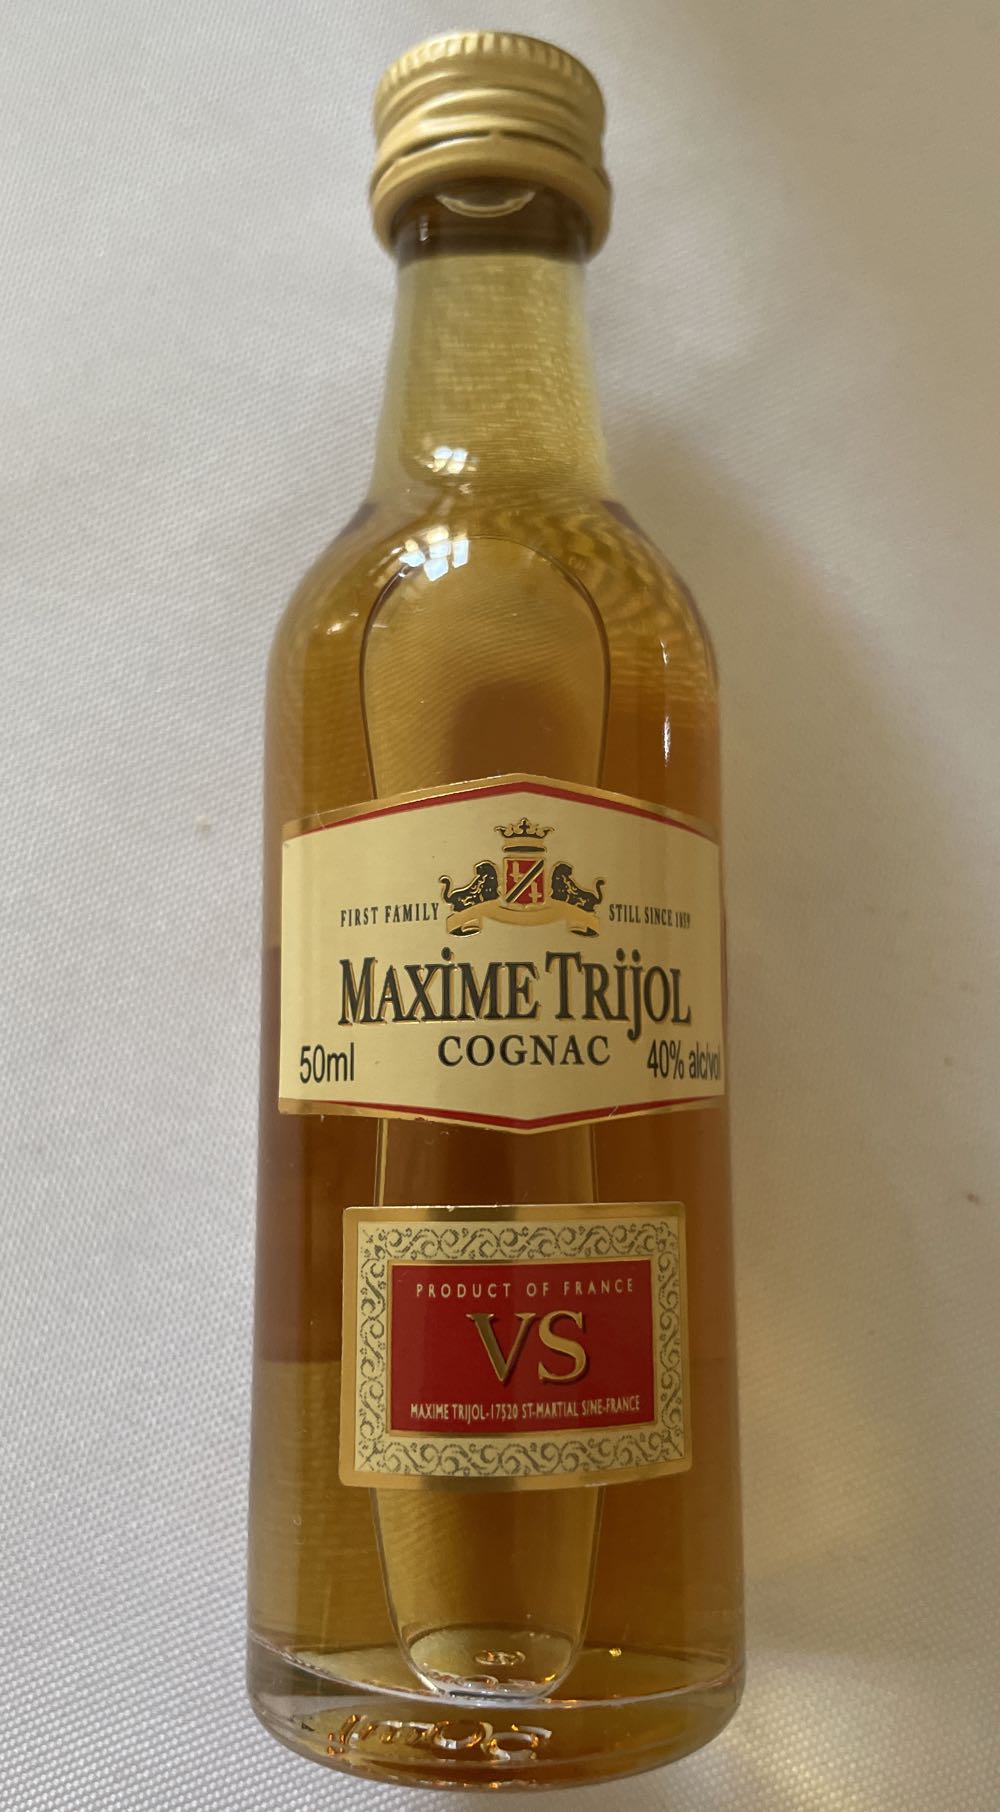 FIRST FAMILY STILL SINCE 1859
MAXiME TRijOL
COGNAC
50ml 40% alc/vol
PRODUCT OF FRANCE
VS
MAXIME TRIJOL-17520 ST-MARTIAL S/NE-FRANCE